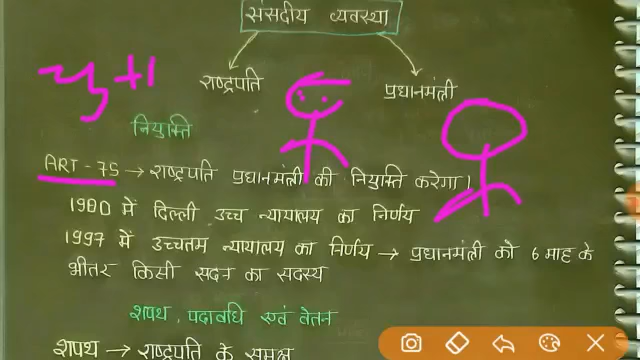 संसदीय व्यवस्था
राष्ट्रपति प्रधानमंत्री
नियुक्ति
ART-75 → राष्ट्रपति प्रधानमंत्री की नियुक्ति करेगा।
1980 में दिल्ली उच्च न्यायालय का निर्णय
1997 में उच्चतम न्यायालय का निर्णय → प्रधानमंत्री को 6 माह के
भीतर किसी सदन का सदस्य
शपथ, पदावधि एवं वेतन
शपथ → राष्ट्रपति के समक्ष